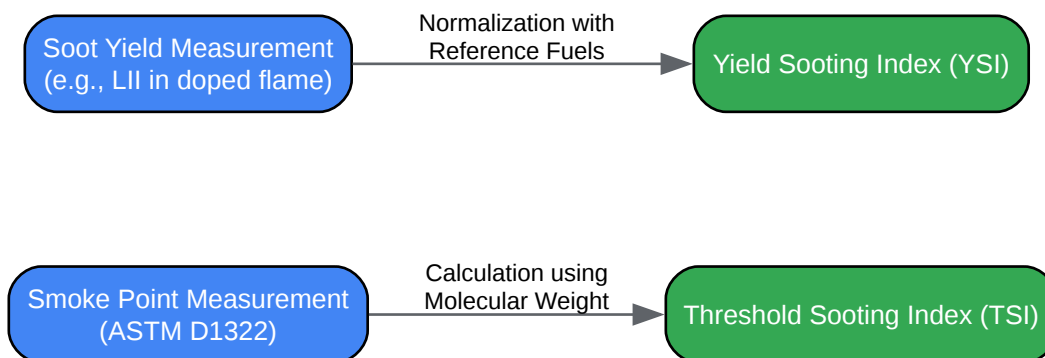 Soot Yield Measurement
(e.g., LII in doped flame)
Normalization with
Reference Fuels
Yield Sooting Index (YSI)
Smoke Point Measurement
(ASTM D1322)
Calculation using
Molecular Weight
Threshold Sooting Index (TSI)